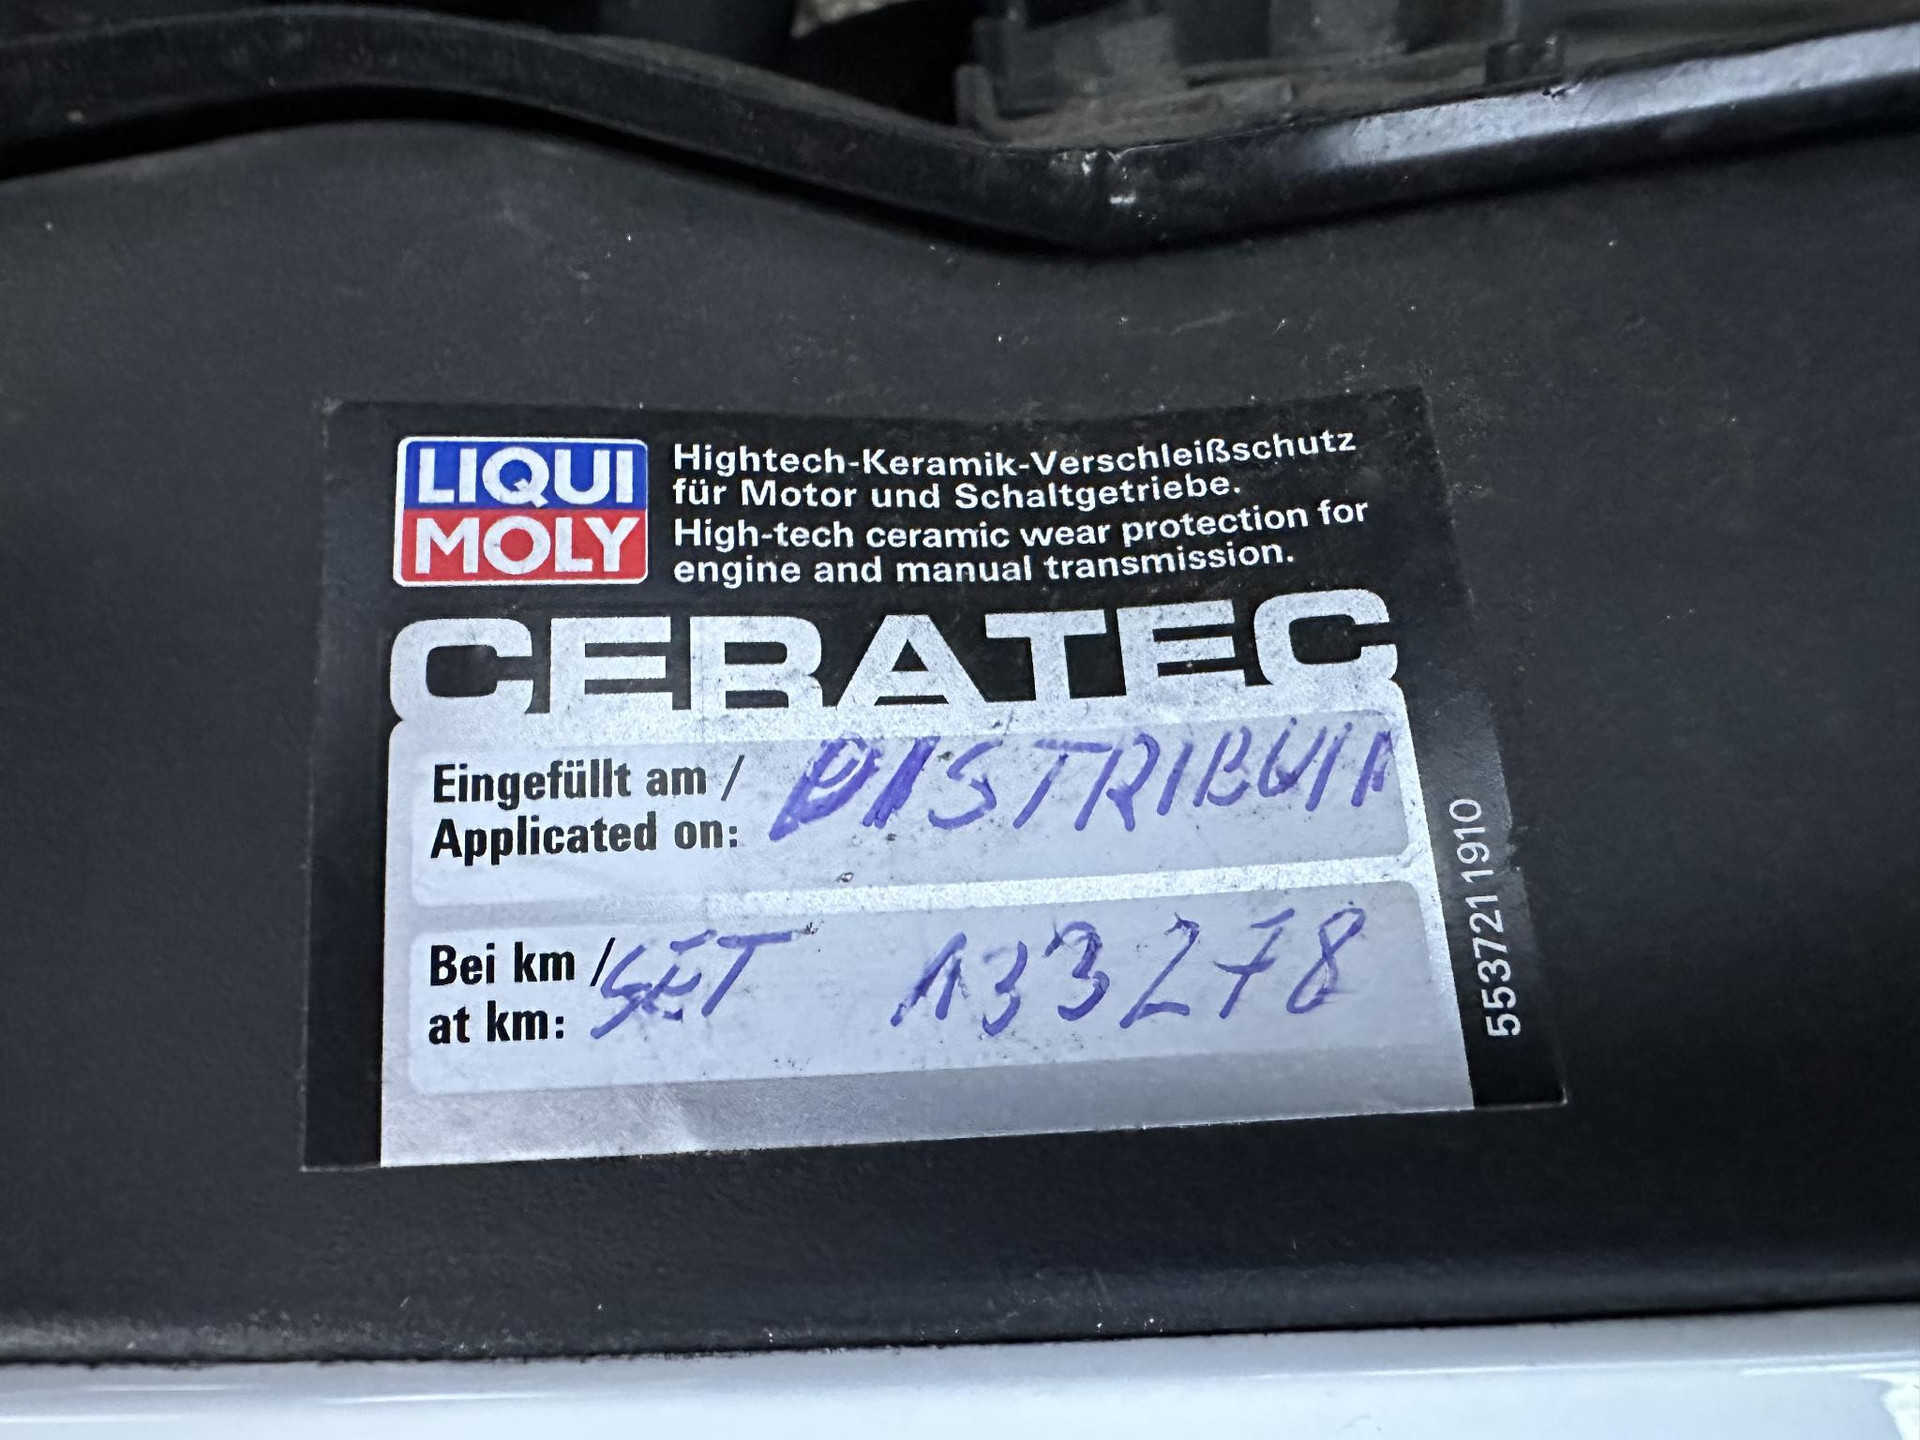 LIQUI
MOLY
Hightech-Keramik-Verschleißschutz
für Motor und Schaltgetriebe.
High-tech ceramic wear protection for
engine and manual transmission.
CERATEC
Eingefüllt am /
Applicated on:
DISTRIBUIA
Bei km /
at km:
SET 133278
5537211910